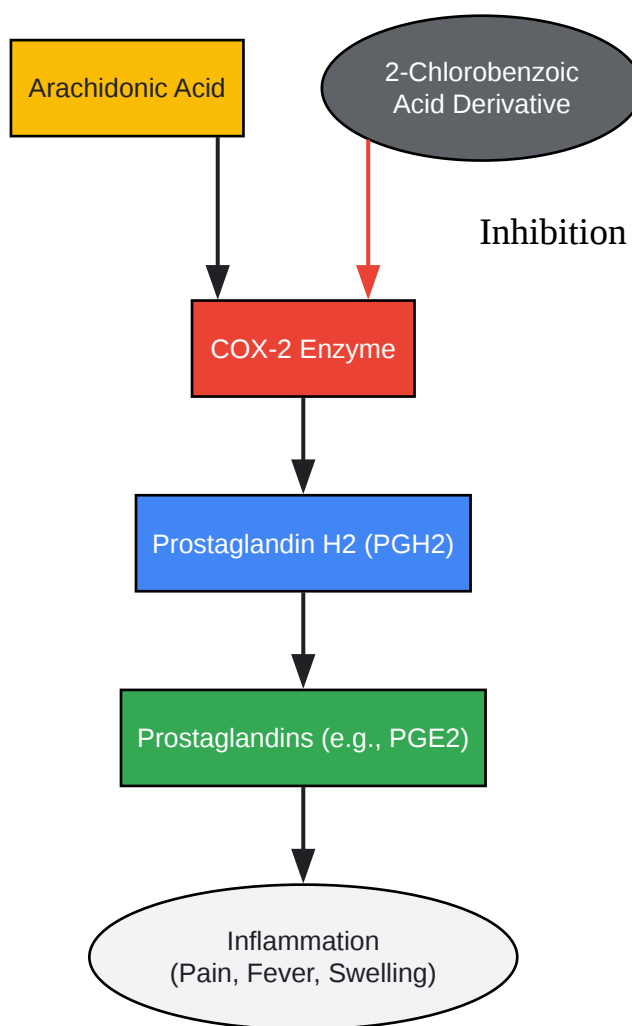 Arachidonic Acid
2-Chlorobenzoic
Acid Derivative
Inhibition
COX-2 Enzyme
Prostaglandin H2 (PGH2)
Prostaglandins (e.g., PGE2)
Inflammation
(Pain, Fever, Swelling)